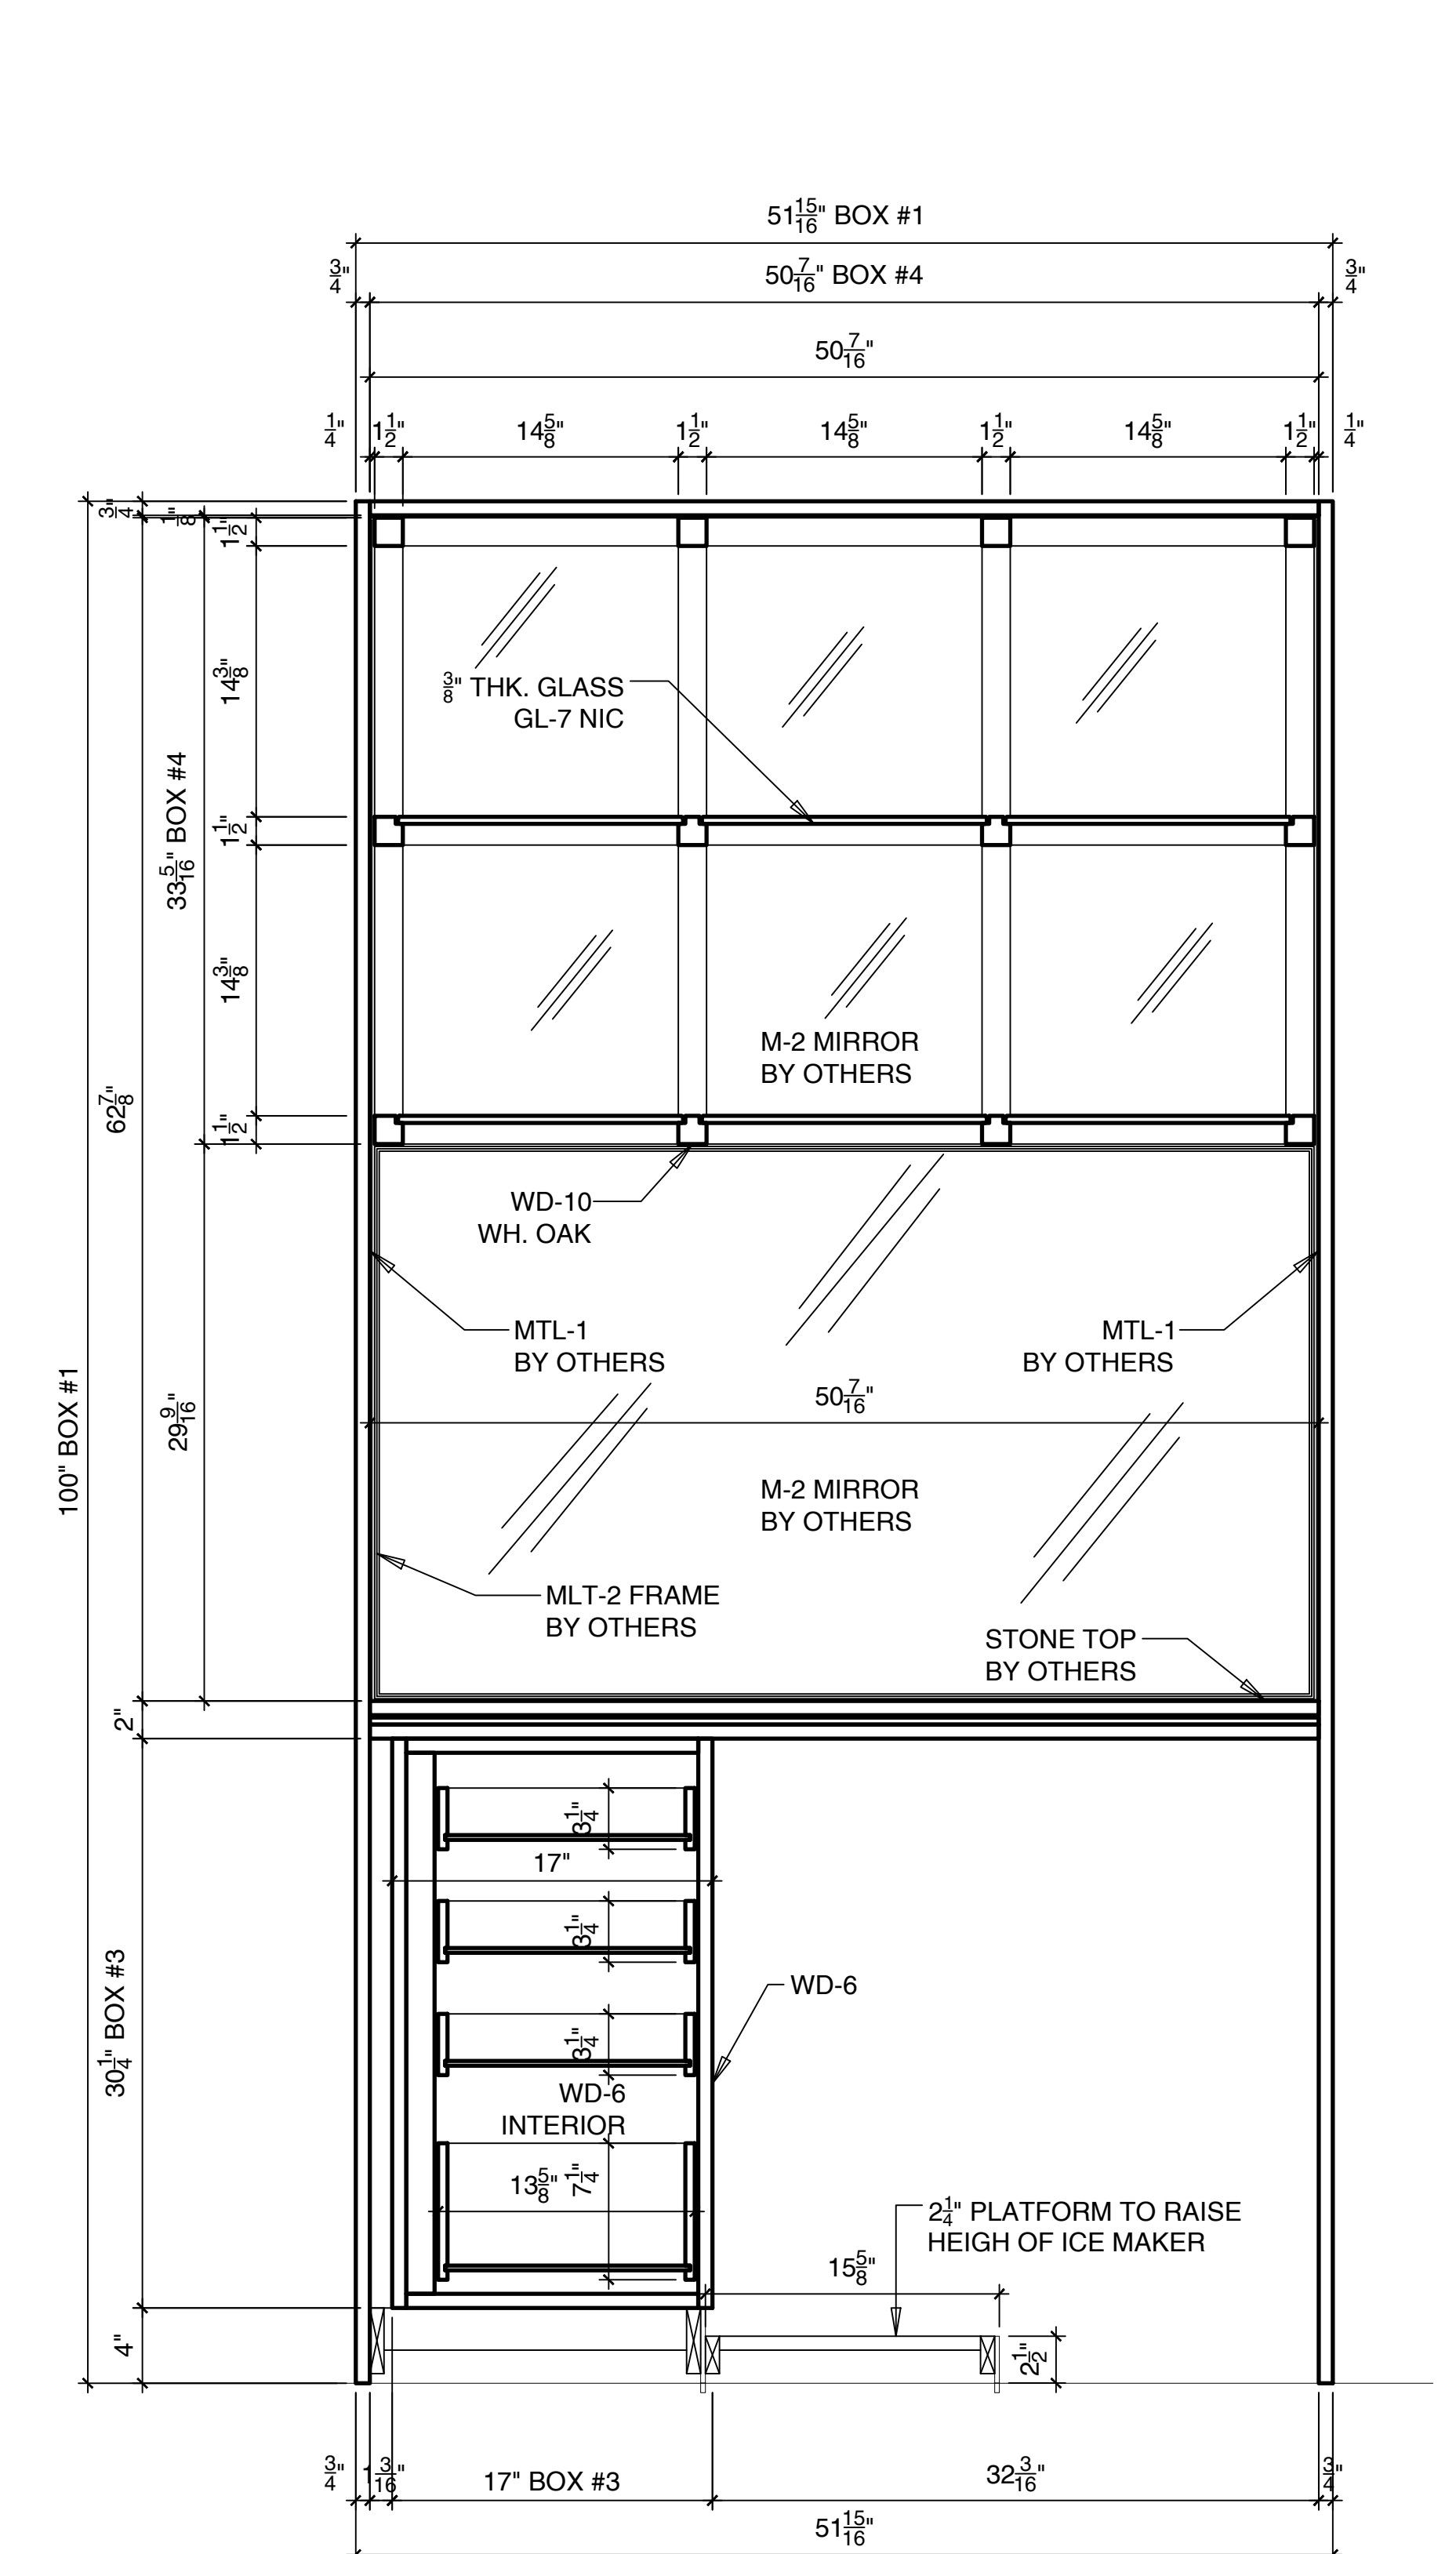 51 15/16" BOX #1
3/4" 50 7/16" BOX #4 3/4"
50 7/16"
1/4" 1 1/2" 14 5/8" 1 1/2" 14 5/8" 1 1/2" 14 5/8" 1 1/2" 1/4"
3/4"
1/8"
1 1/2"
14 3/8"
3/8" THK. GLASS
GL-7 NIC
33 5/16" BOX #4
1 1/2"
14 3/8"
M-2 MIRROR
BY OTHERS
62 7/8"
1 1/2"
WD-10
WH. OAK
MTL-1
BY OTHERS
MTL-1
BY OTHERS
50 7/16"
100" BOX #1
29 9/16"
M-2 MIRROR
BY OTHERS
MLT-2 FRAME
BY OTHERS
STONE TOP
BY OTHERS
2"
3 1/4"
17"
3 1/4"
WD-6
30 1/4" BOX #3
3 1/4"
WD-6
INTERIOR
13 5/8" 7 1/4"
2 1/4" PLATFORM TO RAISE
HEIGH OF ICE MAKER
15 5/8"
4"
2 1/2"
3/4" 1 3/16" 17" BOX #3 32 3/16" 3/4"
51 15/16"